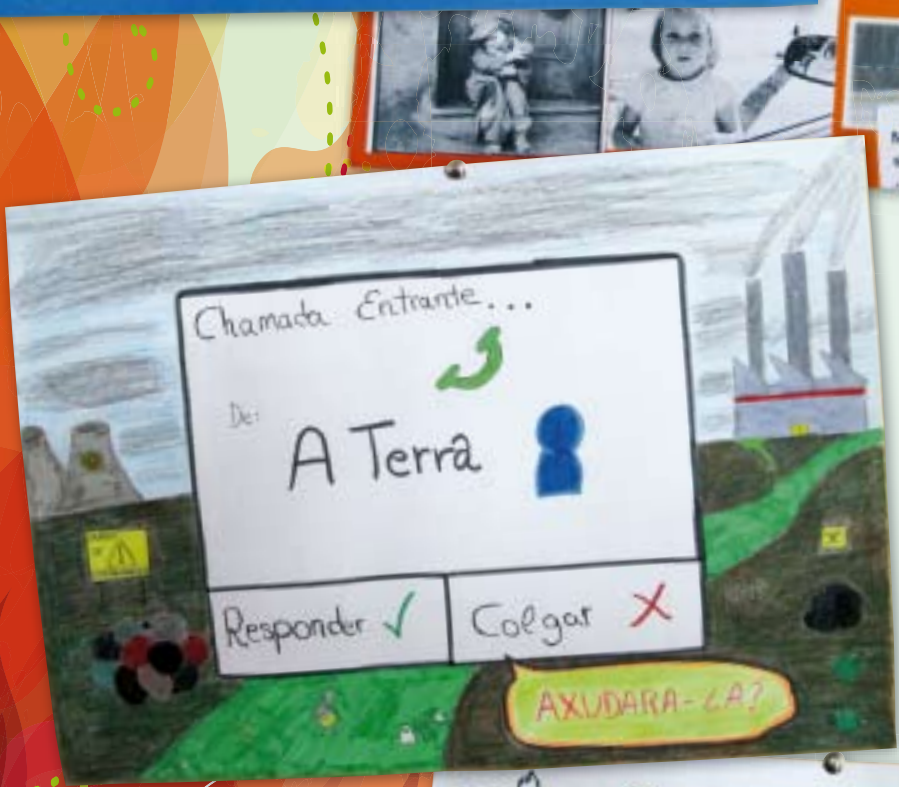 Chamada Entrante...
De:
A Terra
Responder
Colgar
AXUDARA-LA?